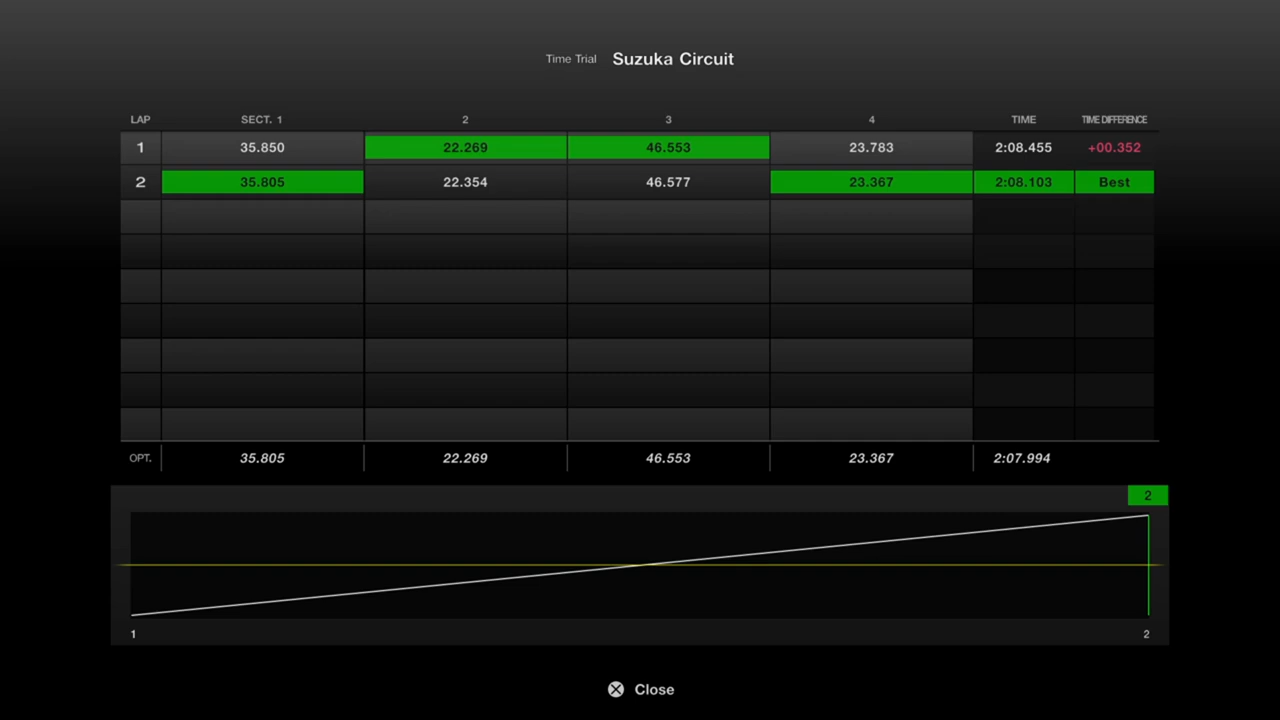 Time Trial Suzuka Circuit
LAP SECT. 1 2 3 4 TIME TIME DIFFERENCE
1 35.850 22.269 46.553 23.783 2:08.455 +00.352
2 35.805 22.354 46.577 23.367 2:08.103 Best
OPT. 35.805 22.269 46.553 23.367 2:07.994
2
1 2
Close